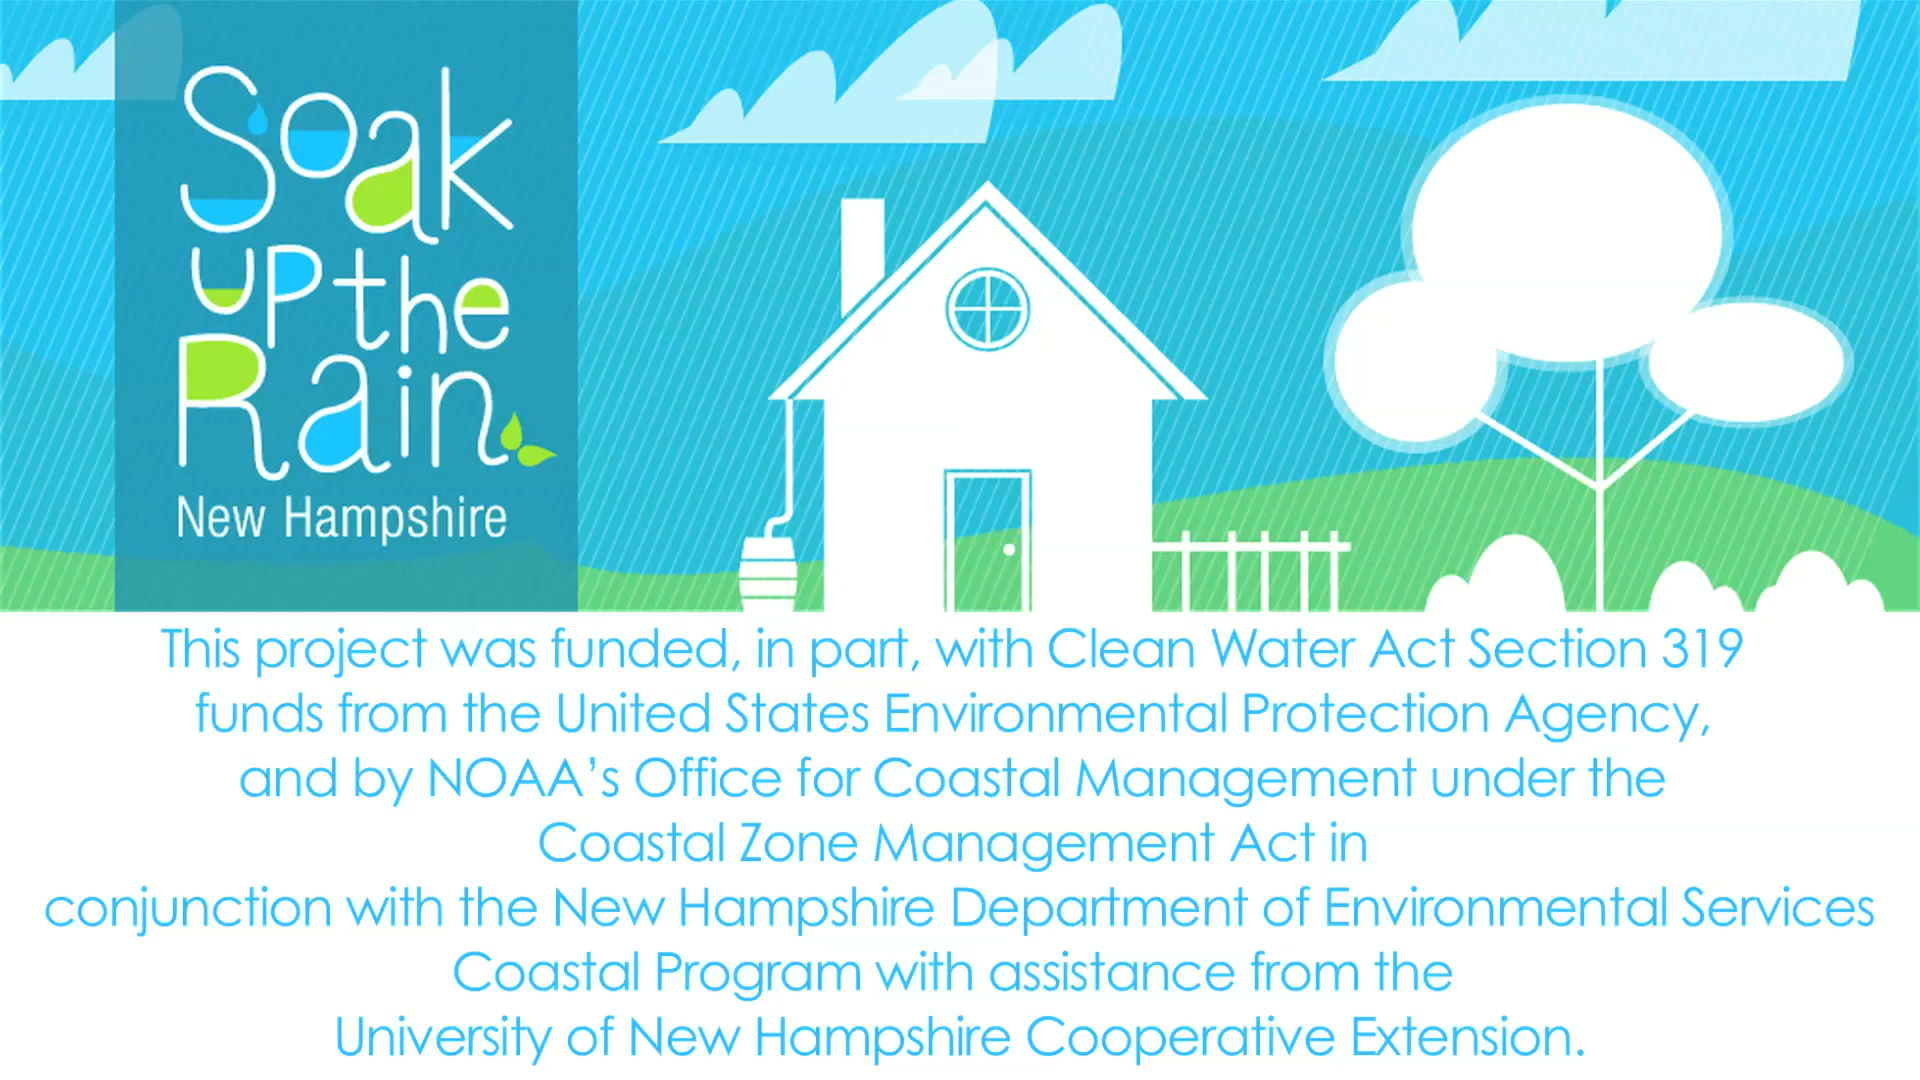 Soak
up the
Rain
New Hampshire
This project was funded, in part, with Clean Water Act Section 319
funds from the United States Environmental Protection Agency,
and by NOAA’s Office for Coastal Management under the
Coastal Zone Management Act in
conjunction with the New Hampshire Department of Environmental Services
Coastal Program with assistance from the
University of New Hampshire Cooperative Extension.